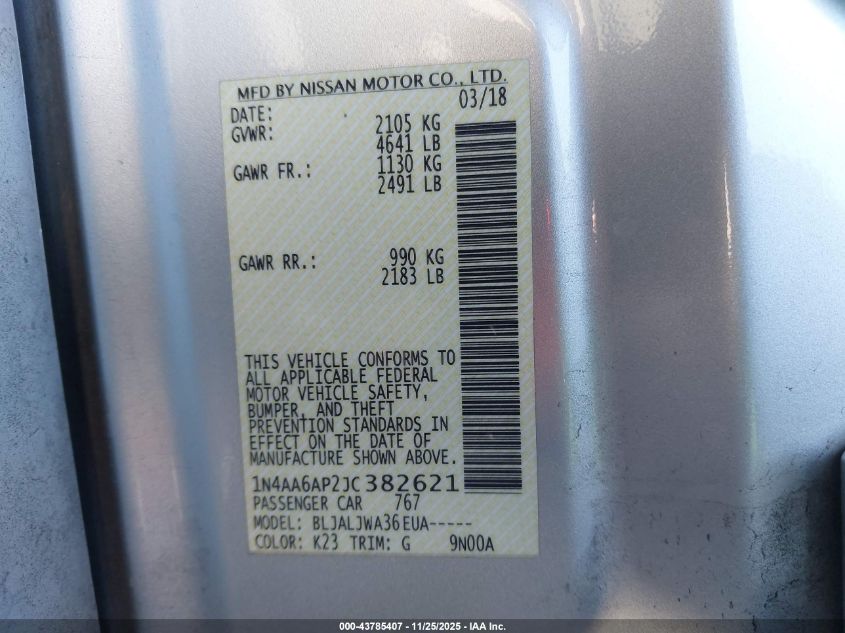 MFD BY NISSAN MOTOR CO., LTD.
DATE: 03/18
GVWR: 2105 KG
4641 LB
GAWR FR.: 1130 KG
2491 LB
GAWR RR.: 990 KG
2183 LB
THIS VEHICLE CONFORMS TO
ALL APPLICABLE FEDERAL
MOTOR VEHICLE SAFETY,
BUMPER, AND THEFT
PREVENTION STANDARDS IN
EFFECT ON THE DATE OF
MANUFACTURE SHOWN ABOVE.
1N4AA6AP2JC382621
PASSENGER CAR 767
MODEL: BLJALJWA36EUA-----
COLOR: K23 TRIM: G 9N00A
000-43785407 - 11/25/2025 - IAA Inc.